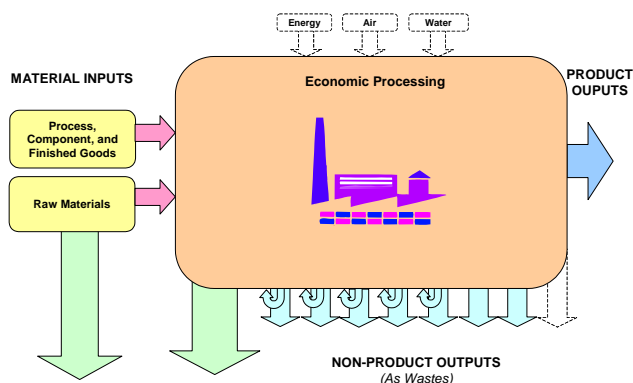 Energy
Air
Water
MATERIAL INPUTS
Economic Processing
PRODUCT
OUPUTS
Process,
Component, and
Finished Goods
Raw Materials
NON-PRODUCT OUTPUTS
(As Wastes)